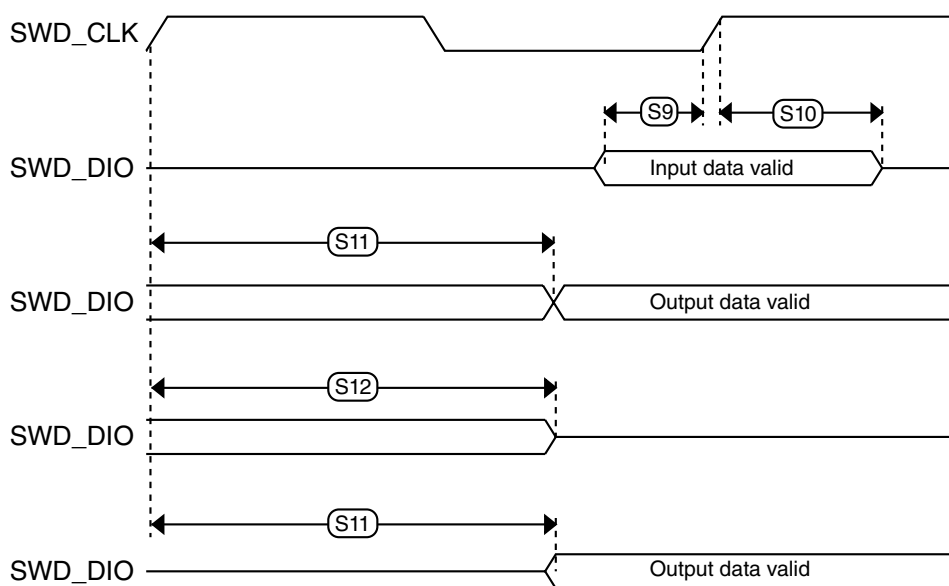 SWD_CLK
S9
S10
SWD_DIO
Input data valid
S11
SWD_DIO
Output data valid
S12
SWD_DIO
S11
SWD_DIO
Output data valid